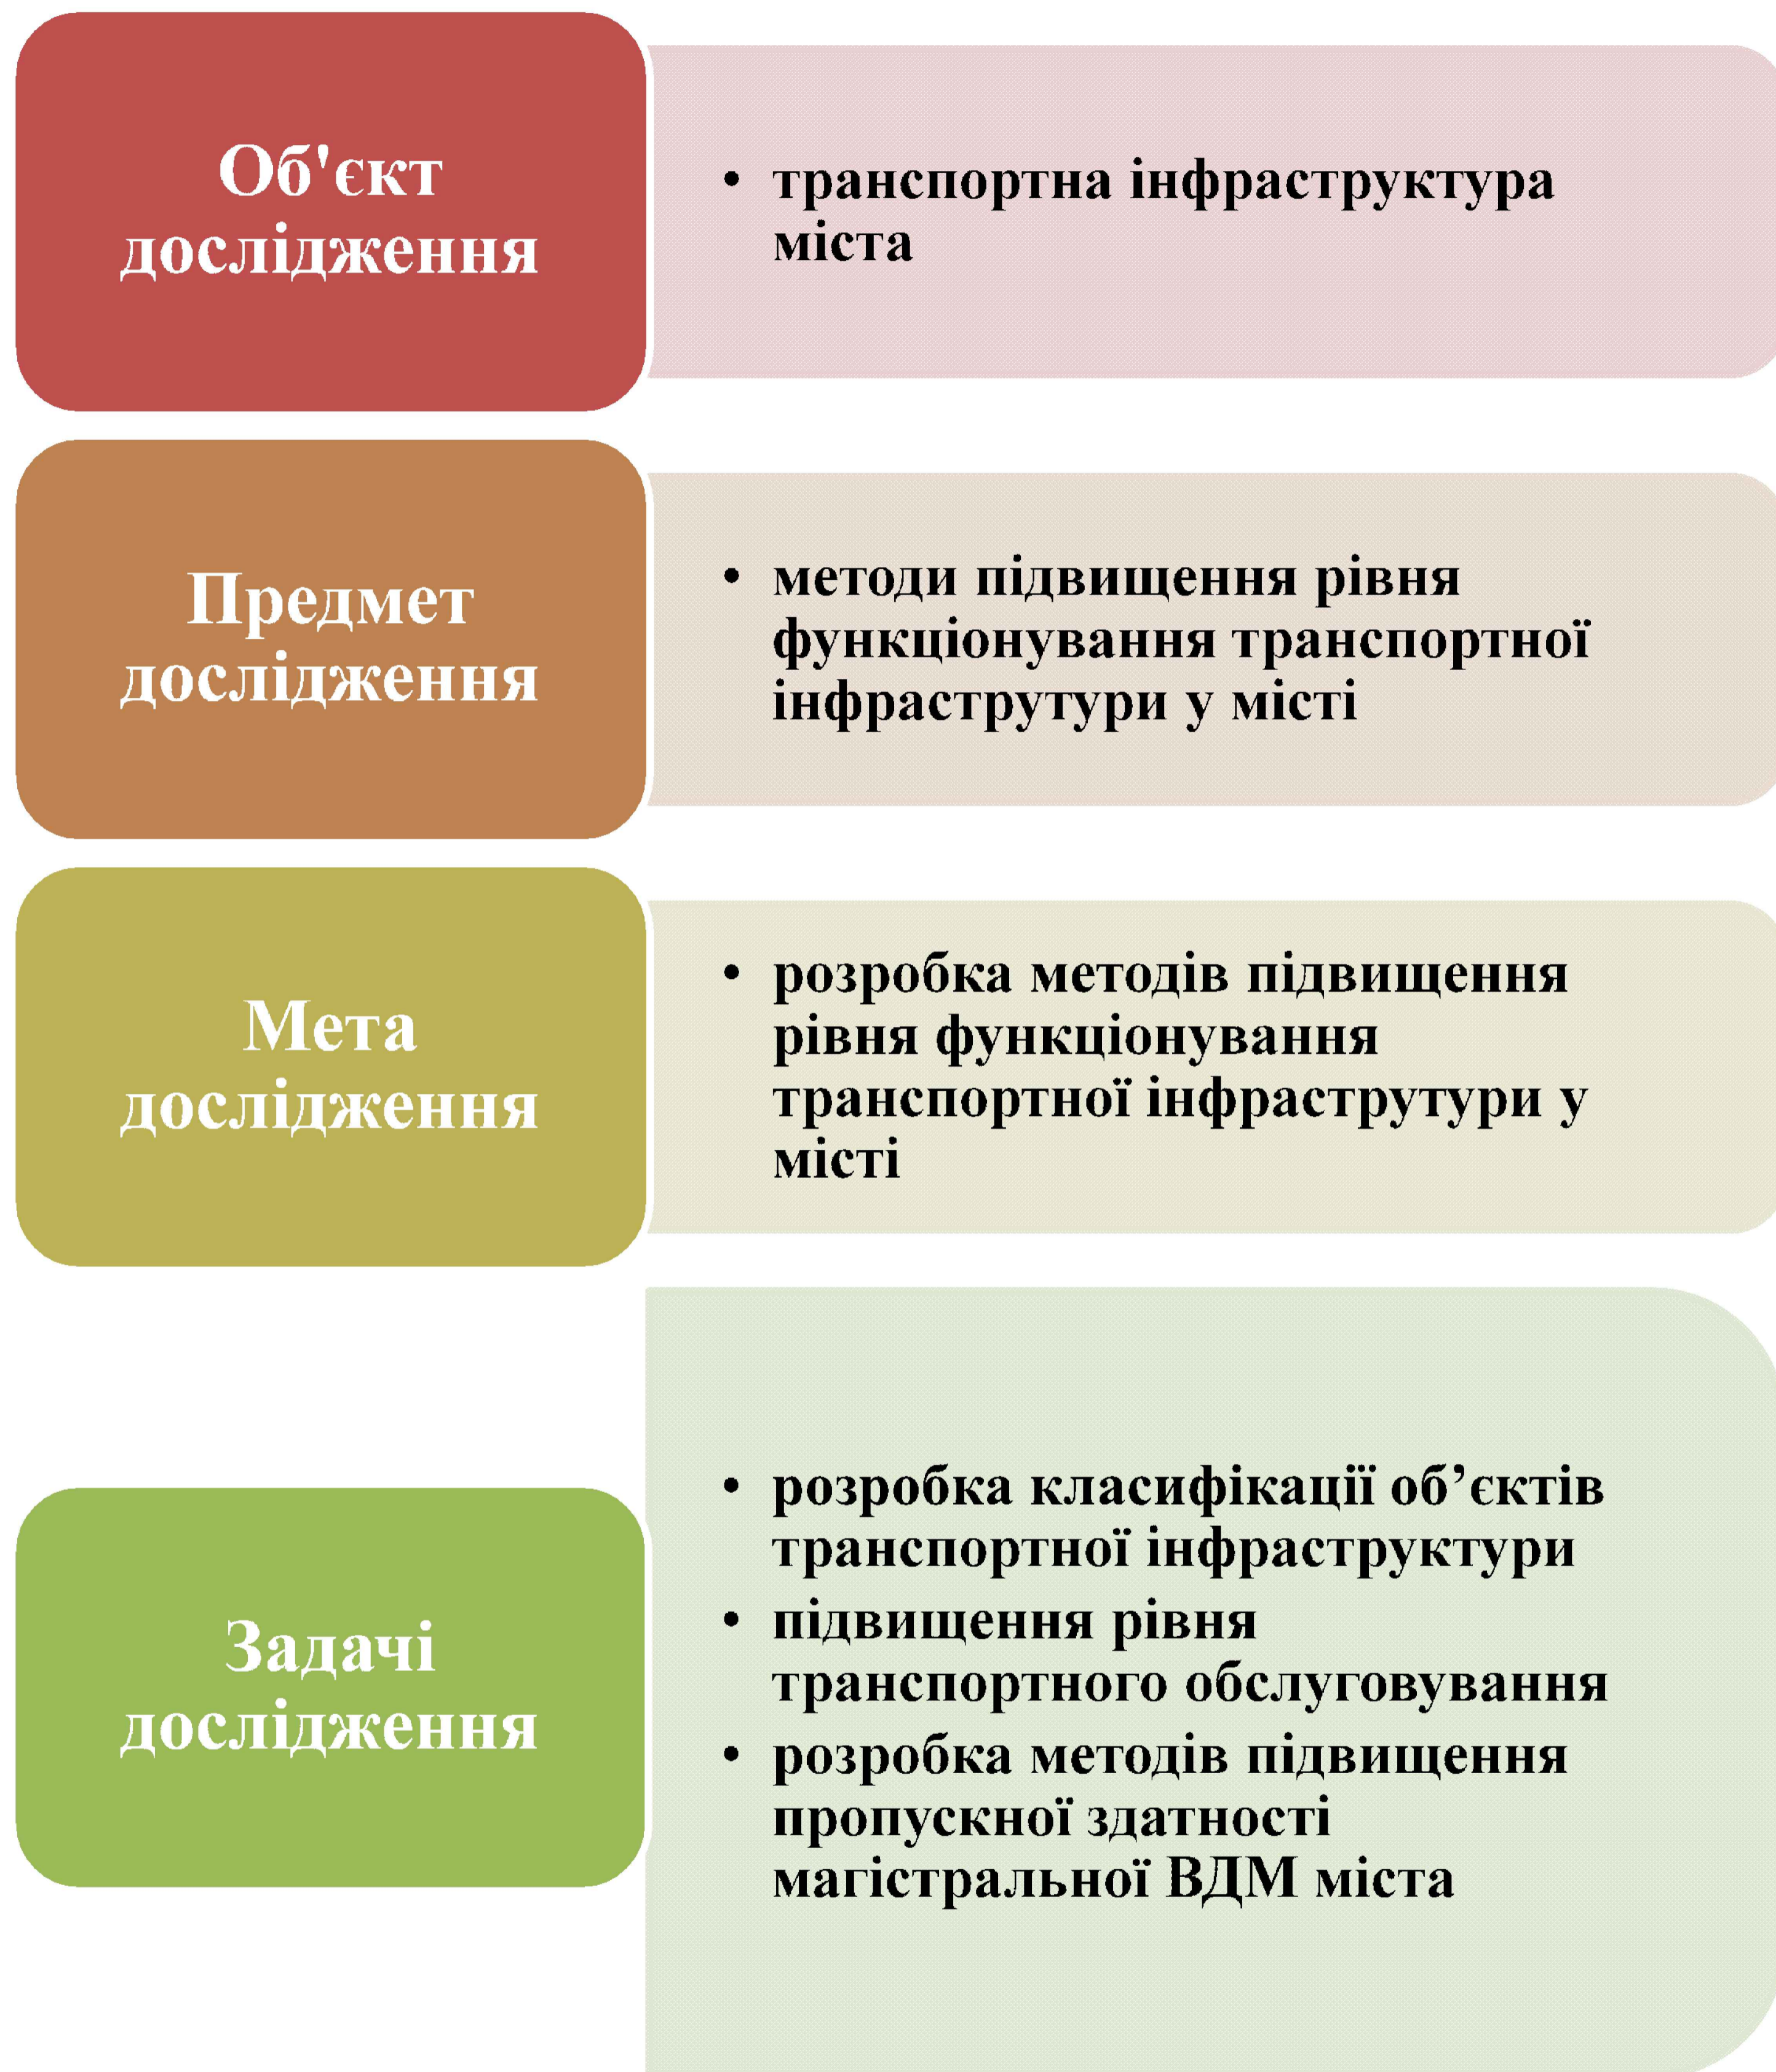 Об'єкт
дослідження
• транспортна інфраструктура
міста
Предмет
дослідження
• методи підвищення рівня
функціонування транспортної
інфраструтури у місті
Мета
дослідження
• розробка методів підвищення
рівня функціонування
транспортної інфраструтури у
місті
Задачі
дослідження
• розробка класифікації об’єктів
транспортної інфраструктури
• підвищення рівня
транспортного обслуговування
• розробка методів підвищення
пропускної здатності
магістральної ВДМ міста